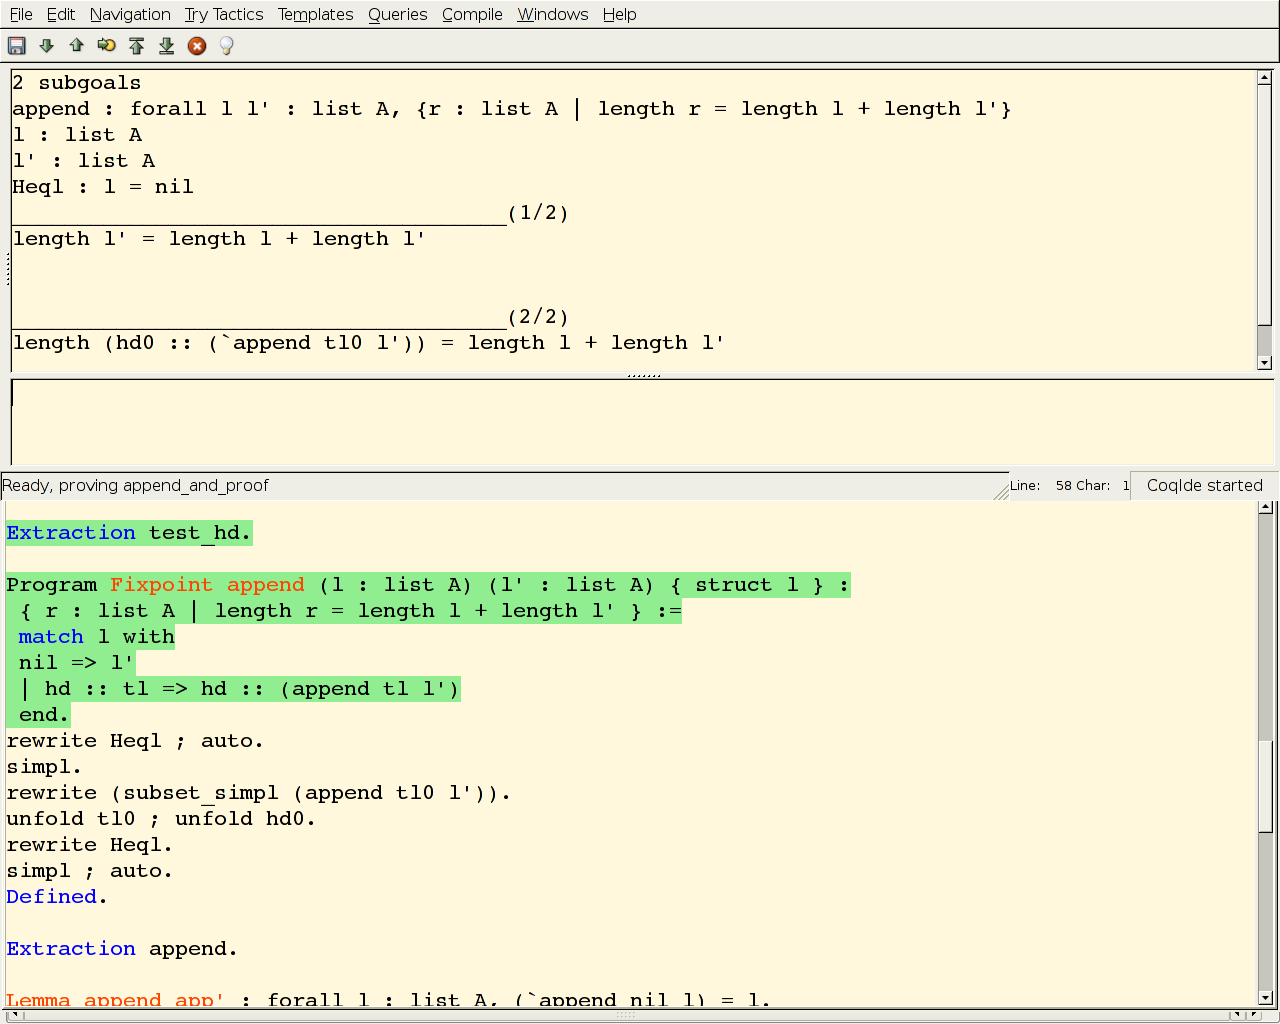 File Edit Navigation Try Tactics Templates Queries Compile Windows Help
2 subgoals
append : forall l l' : list A, {r : list A | length r = length l + length l'}
l : list A
l' : list A
Heql : l = nil
______________________________________(1/2)
length l' = length l + length l'
______________________________________(2/2)
length (hd0 :: (`append tl0 l')) = length l + length l'
Ready, proving append_and_proof Line: 58 Char: 1 CoqIde started
Extraction test_hd.
Program Fixpoint append (l : list A) (l' : list A) { struct l } :
{ r : list A | length r = length l + length l' } :=
match l with
nil => l'
| hd :: tl => hd :: (append tl l')
end.
rewrite Heql ; auto.
simpl.
rewrite (subset_simpl (append tl0 l')).
unfold tl0 ; unfold hd0.
rewrite Heql.
simpl ; auto.
Defined.
Extraction append.
Lemma append_app' : forall l : list A, (`append nil l) = l.